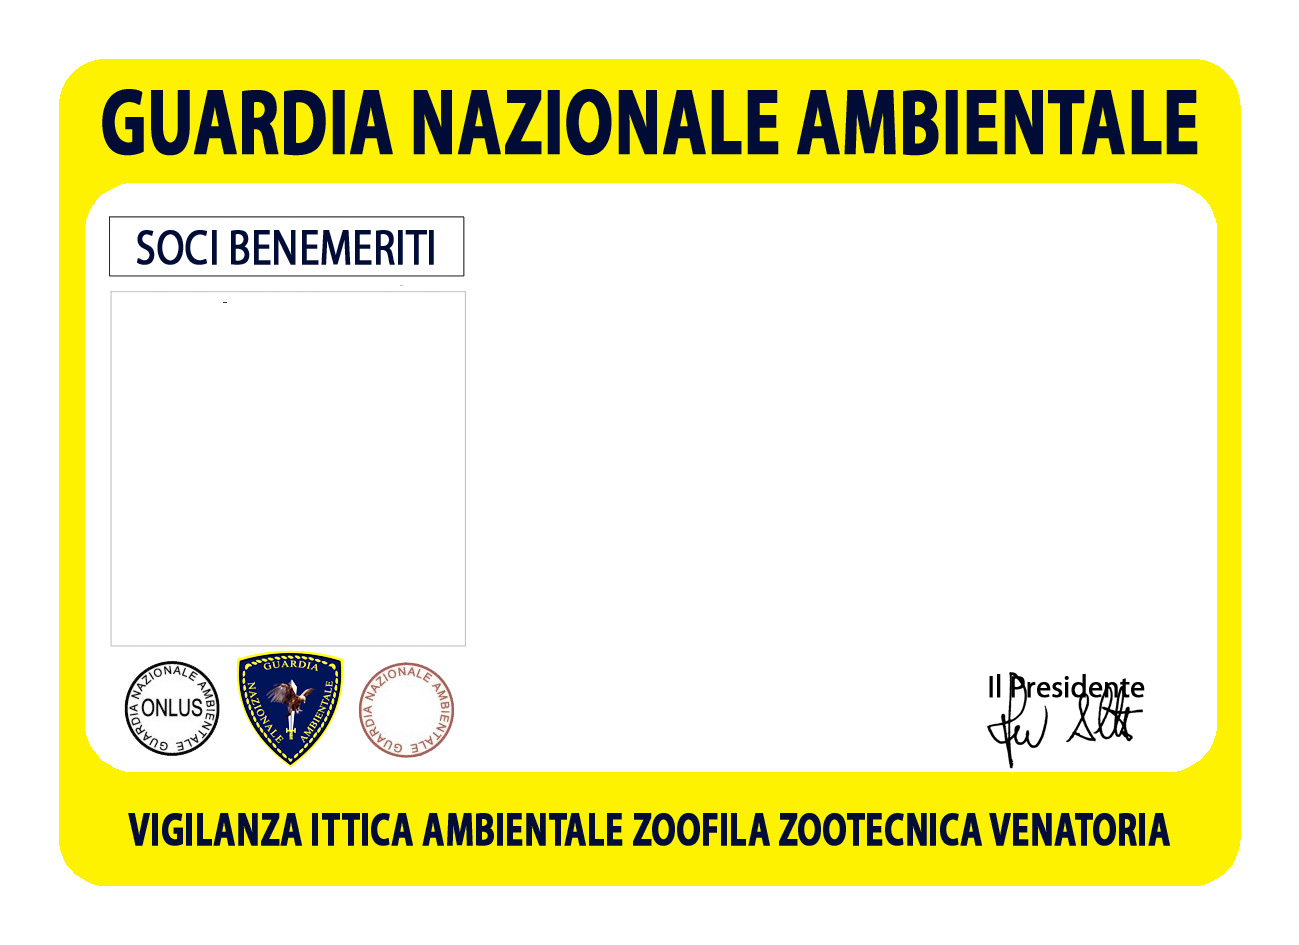 GUARDIA NAZIONALE AMBIENTALE
SOCI BENEMERITI
GUARDIA NAZIONALE AMBIENTALE
ONLUS
GUARDIA
NAZIONALE
AMBIENTALE
GUARDIA NAZIONALE AMBIENTALE
Il Presidente
VIGILANZA ITTICA AMBIENTALE ZOOFILA ZOOTECNICA VENATORIA